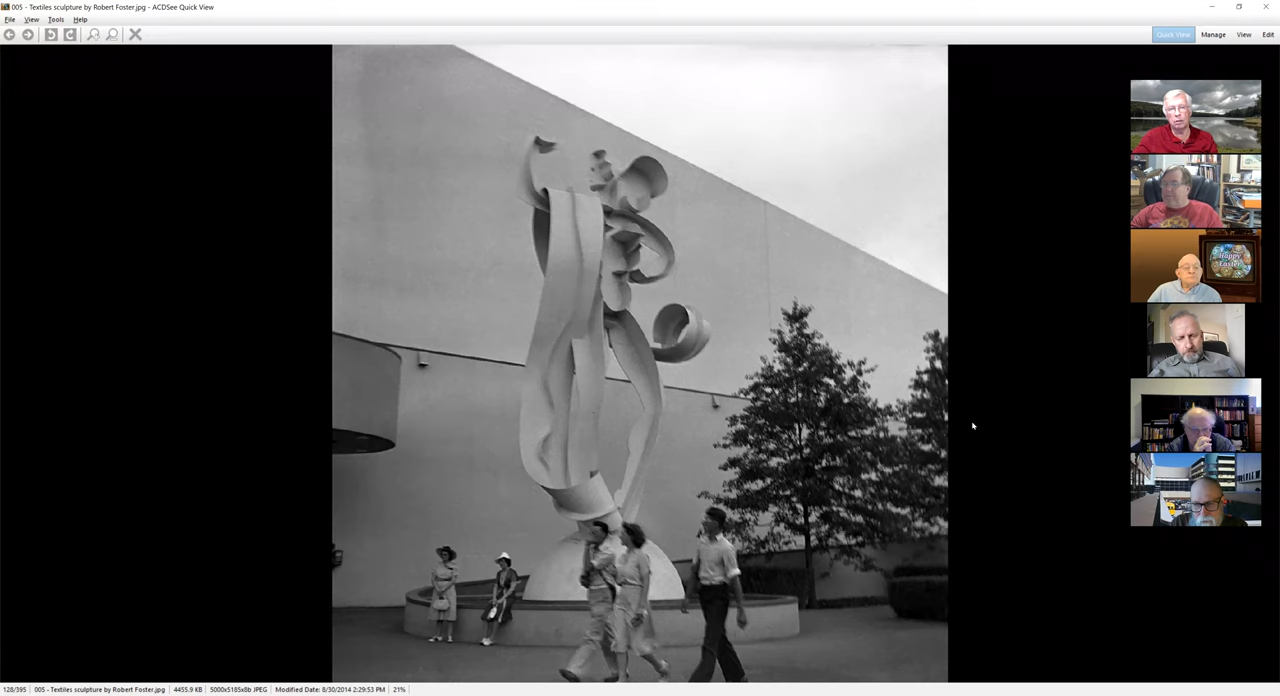 005 - Textiles sculpture by Robert Foster.jpg - ACDSee Quick View
File View Tools Help
Quick View Manage View Edit
Happy
Easter
128/395 005 - Textiles sculpture by Robert Foster.jpg 4455.9 KB 5000x5185x8b JPEG Modified Date: 8/30/2014 2:29:53 PM 21%